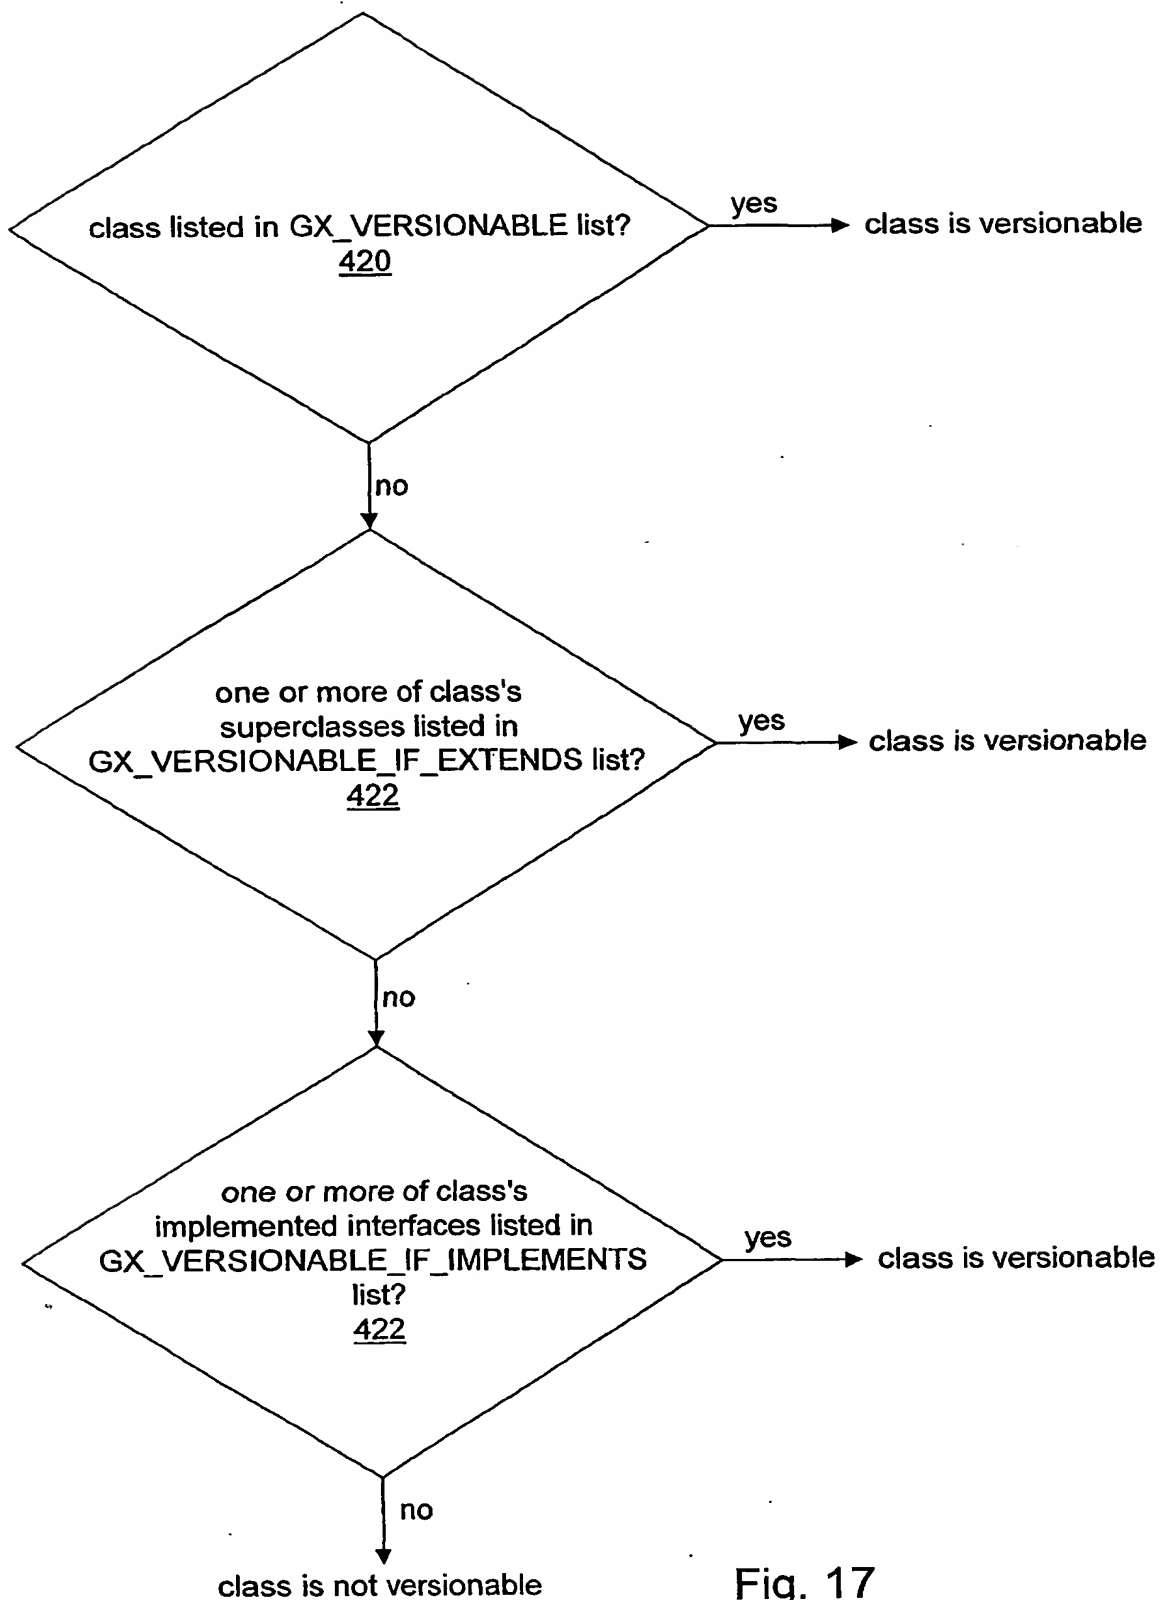 class listed in GX_VERSIONABLE list?
420
yes
class is versionable
no
one or more of class's
superclasses listed in
GX_VERSIONABLE_IF_EXTENDS list?
422
yes
class is versionable
no
one or more of class's
implemented interfaces listed in
GX_VERSIONABLE_IF_IMPLEMENTS
list?
422
yes
class is versionable
no
class is not versionable
Fig. 17